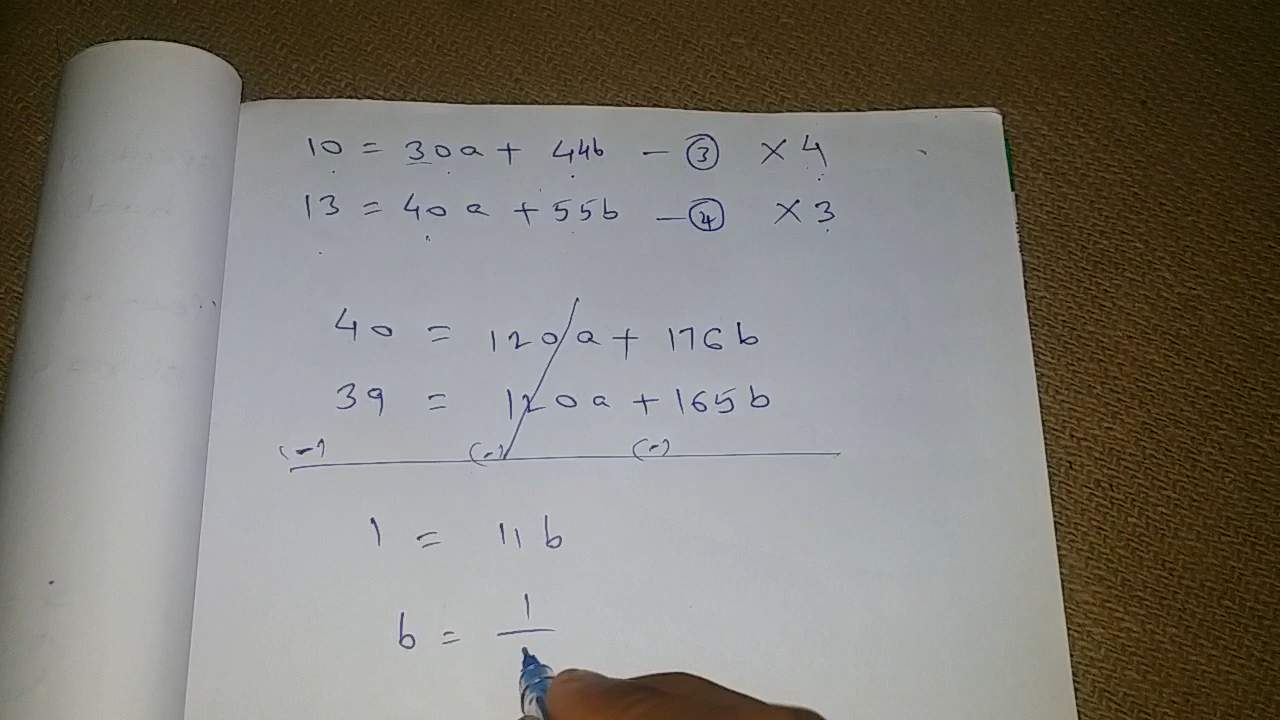 10 = 30a + 44b - ③ × 4
13 = 40a + 55b - ④ × 3
40 = 120a + 176b
39 = 120a + 165b
(-) (-) (-)
1 = 11b
b = 1/